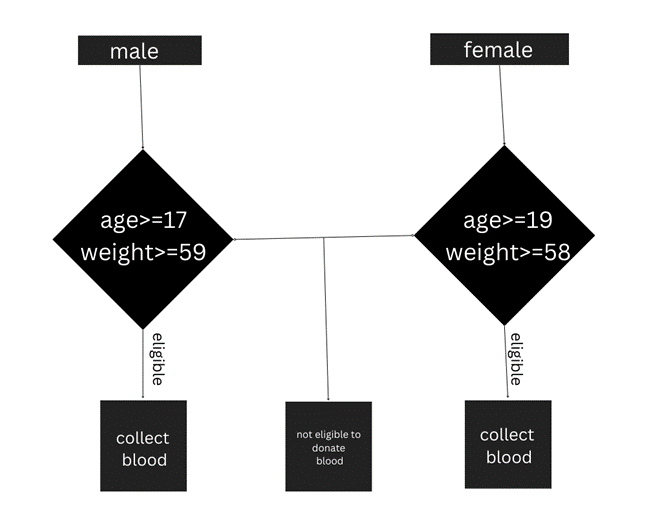 male
female
age>=17
weight>=59
age>=19
weight>=58
eligible
eligible
collect
blood
not eligible to
donate
blood
collect
blood